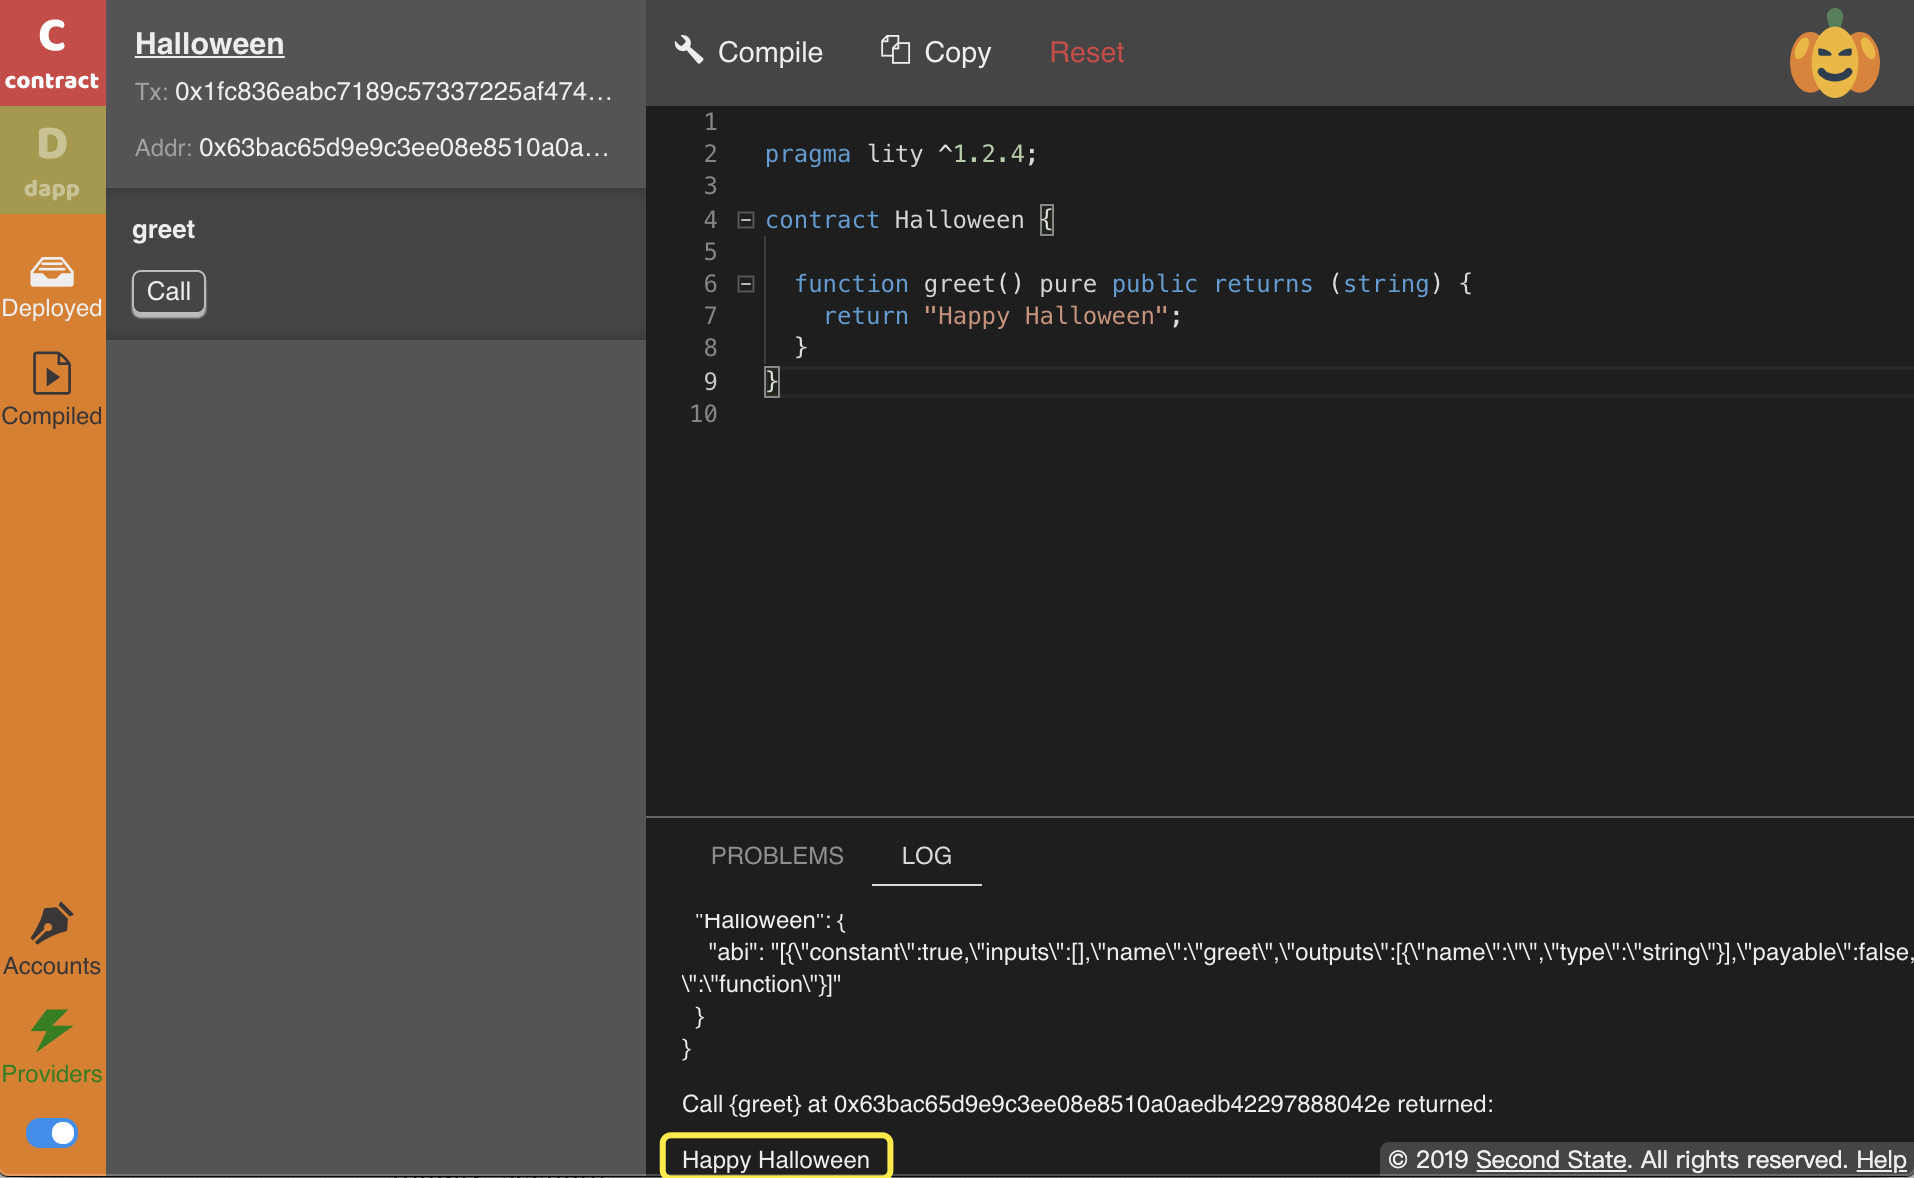 C
contract
D
dapp
Deployed
Compiled
Accounts
Providers
Halloween
Tx: 0x1fc836eabc7189c57337225af474...
Addr: 0x63bac65d9e9c3ee08e8510a0a...
greet
Call
Compile
Copy
Reset
1
2 pragma lity ^1.2.4;
3
4 contract Halloween {
5
6 function greet() pure public returns (string) {
7 return "Happy Halloween";
8 }
9 }
10
PROBLEMS LOG
"Halloween": {
"abi": "[{\"constant\":true,\"inputs\":[],\"name\":\"greet\",\"outputs\":[{\"name\":\"\",\"type\":\"string\"}],\"payable\":false,
\":\"function\"}]"
}
}
Call {greet} at 0x63bac65d9e9c3ee08e8510a0aedb42297888042e returned:
Happy Halloween
© 2019 Second State. All rights reserved. Help